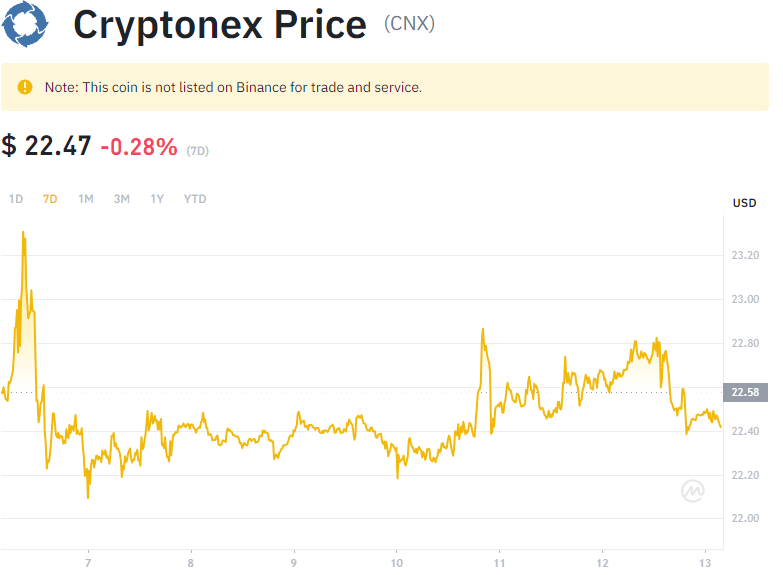 Cryptonex Price (CNX)
Note: This coin is not listed on Binance for trade and service.
$ 22.47 -0.28% (7D)
1D 7D 1M 3M 1Y YTD
USD
23.20
23.00
22.80
22.58
22.40
22.20
22.00
7 8 9 10 11 12 13